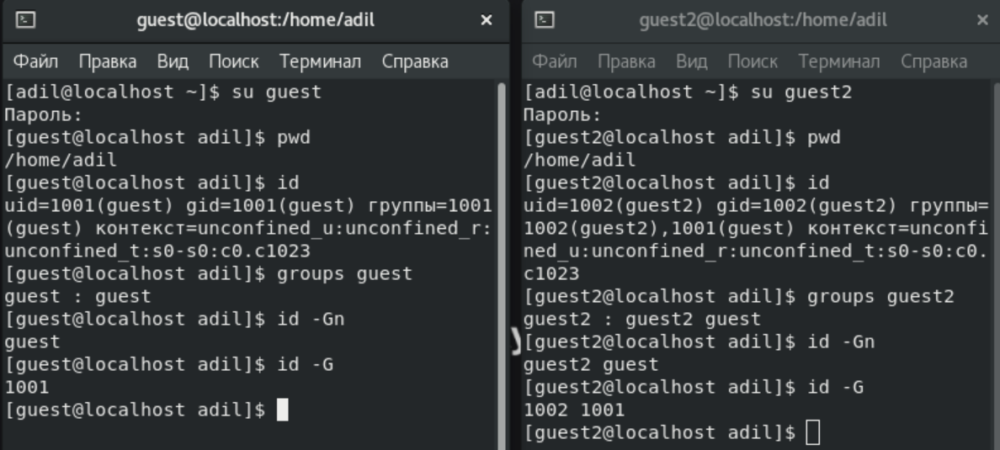 guest@localhost:/home/adil ×
Файл Правка Вид Поиск Терминал Справка
[adil@localhost ~]$ su guest
Пароль:
[guest@localhost adil]$ pwd
/home/adil
[guest@localhost adil]$ id
uid=1001(guest) gid=1001(guest) группы=1001
(guest) контекст=unconfined_u:unconfined_r:
unconfined_t:s0-s0:c0.c1023
[guest@localhost adil]$ groups guest
guest : guest
[guest@localhost adil]$ id -Gn
guest
[guest@localhost adil]$ id -G
1001
[guest@localhost adil]$
guest2@localhost:/home/adil ×
Файл Правка Вид Поиск Терминал Справка
[adil@localhost ~]$ su guest2
Пароль:
[guest2@localhost adil]$ pwd
/home/adil
[guest2@localhost adil]$ id
uid=1002(guest2) gid=1002(guest2) группы=
1002(guest2),1001(guest) контекст=unconfi
ned_u:unconfined_r:unconfined_t:s0-s0:c0.
c1023
[guest2@localhost adil]$ groups guest2
guest2 : guest2 guest
[guest2@localhost adil]$ id -Gn
guest2 guest
[guest2@localhost adil]$ id -G
1002 1001
[guest2@localhost adil]$